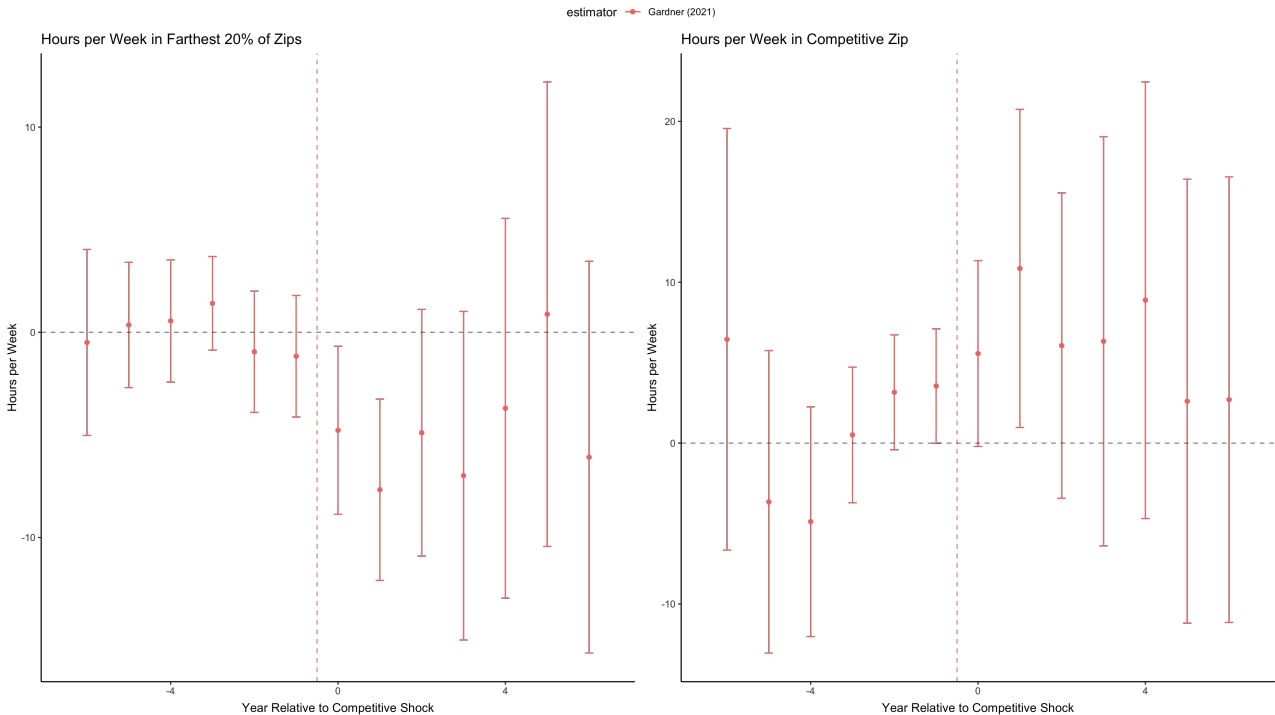 estimator Gardner (2021)
Hours per Week in Farthest 20% of Zips
Hours per Week
10
0
-10
-4
0
4
Year Relative to Competitive Shock
Hours per Week in Competitive Zip
Hours per Week
20
10
0
-10
-4
0
4
Year Relative to Competitive Shock